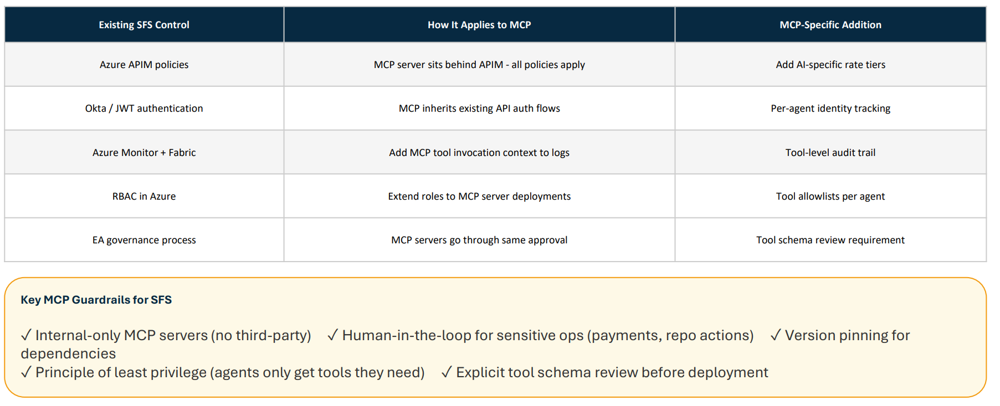 Existing SFS Control
How It Applies to MCP
MCP-Specific Addition
Azure APIM policies
MCP server sits behind APIM - all policies apply
Add AI-specific rate tiers
Okta / JWT authentication
MCP inherits existing API auth flows
Per-agent identity tracking
Azure Monitor + Fabric
Add MCP tool invocation context to logs
Tool-level audit trail
RBAC in Azure
Extend roles to MCP server deployments
Tool allowlists per agent
EA governance process
MCP servers go through same approval
Tool schema review requirement
Key MCP Guardrails for SFS
✓ Internal-only MCP servers (no third-party) ✓ Human-in-the-loop for sensitive ops (payments, repo actions) ✓ Version pinning for
dependencies
✓ Principle of least privilege (agents only get tools they need) ✓ Explicit tool schema review before deployment